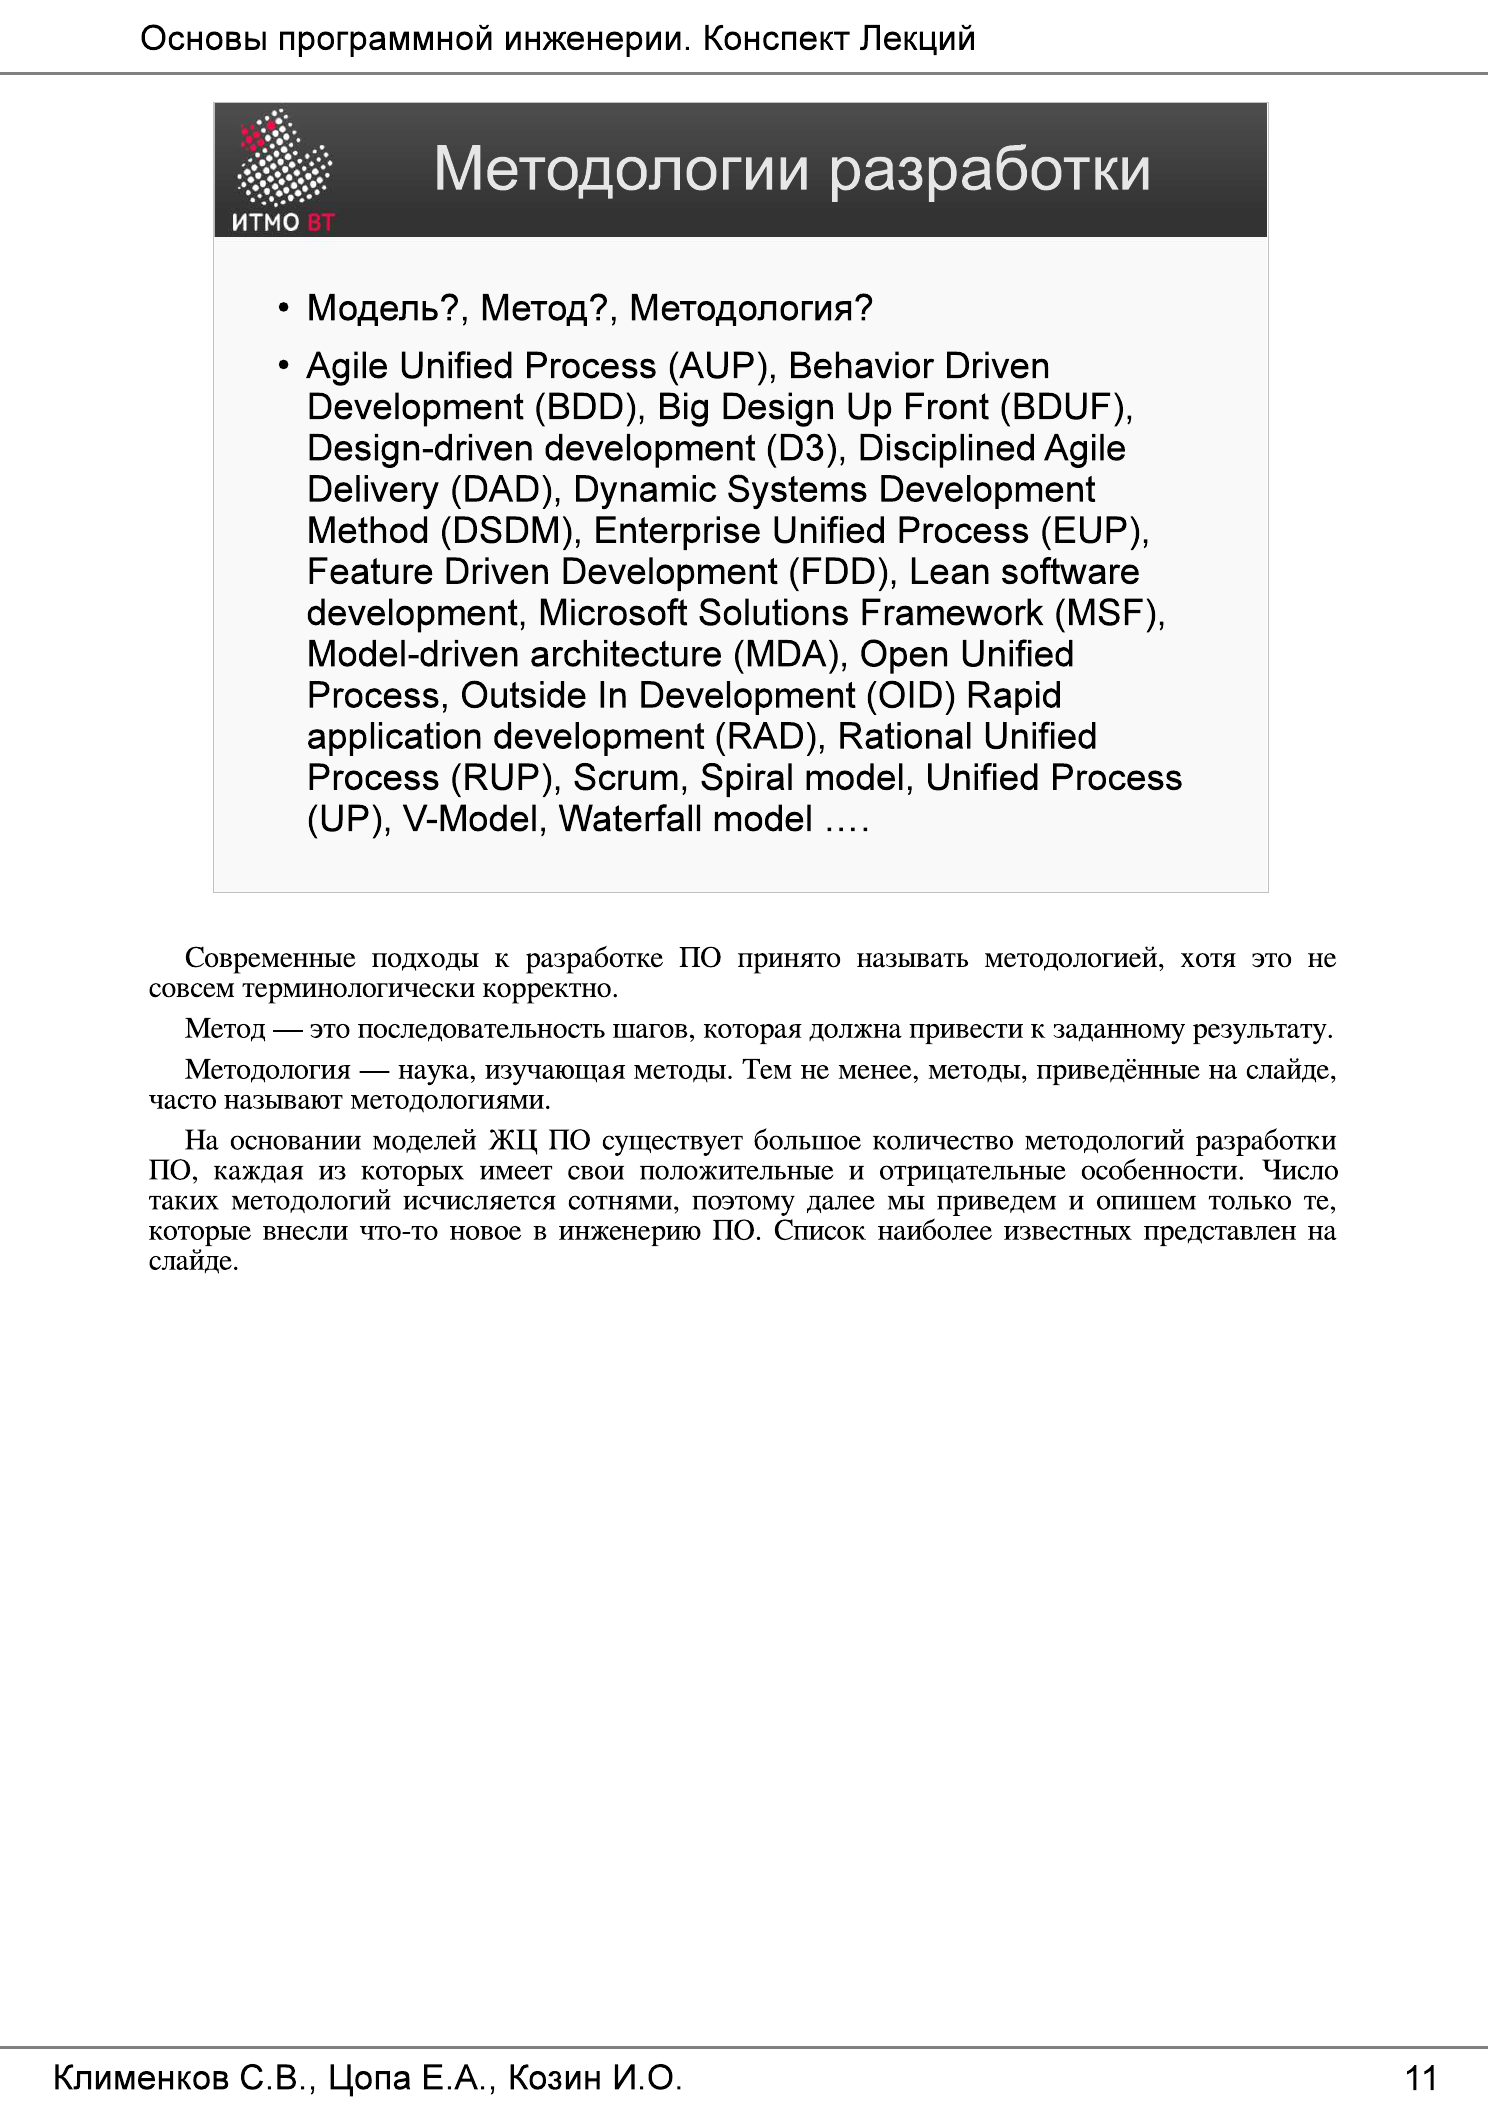 Основы программной инженерии. Конспект Лекций
ИТМО ВТ
Методологии разработки
• Модель?, Метод?, Методология?
• Agile Unified Process (AUP), Behavior Driven
Development (BDD), Big Design Up Front (BDUF),
Design-driven development (D3), Disciplined Agile
Delivery (DAD), Dynamic Systems Development
Method (DSDM), Enterprise Unified Process (EUP),
Feature Driven Development (FDD), Lean software
development, Microsoft Solutions Framework (MSF),
Model-driven architecture (MDA), Open Unified
Process, Outside In Development (OID) Rapid
application development (RAD), Rational Unified
Process (RUP), Scrum, Spiral model, Unified Process
(UP), V-Model, Waterfall model ….
Современные подходы к разработке ПО принято называть методологией, хотя это не
совсем терминологически корректно.
Метод — это последовательность шагов, которая должна привести к заданному результату.
Методология — наука, изучающая методы. Тем не менее, методы, приведённые на слайде,
часто называют методологиями.
На основании моделей ЖЦ ПО существует большое количество методологий разработки
ПО, каждая из которых имеет свои положительные и отрицательные особенности. Число
таких методологий исчисляется сотнями, поэтому далее мы приведем и опишем только те,
которые внесли что-то новое в инженерию ПО. Список наиболее известных представлен на
слайде.
Клименков С.В., Цопа Е.А., Козин И.О.
11